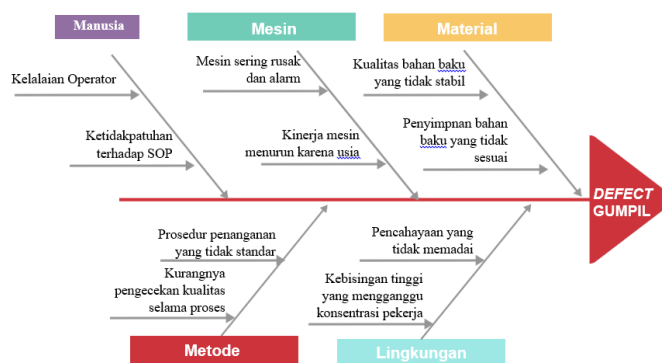 Manusia
Mesin
Material
Kelalaian Operator
Ketidakpatuhan
terhadap SOP
Mesin sering rusak
dan alarm
Kinerja mesin
menurun karena usia
Kualitas bahan baku
yang tidak stabil
Penyimpnan bahan
baku yang tidak
sesuai
DEFECT
GUMPIL
Prosedur penanganan
yang tidak standar
Kurangnya
pengecekan kualitas
selama proses
Pencahayaan yang
tidak memadai
Kebisingan tinggi
yang mengganggu
konsentrasi pekerja
Metode
Lingkungan